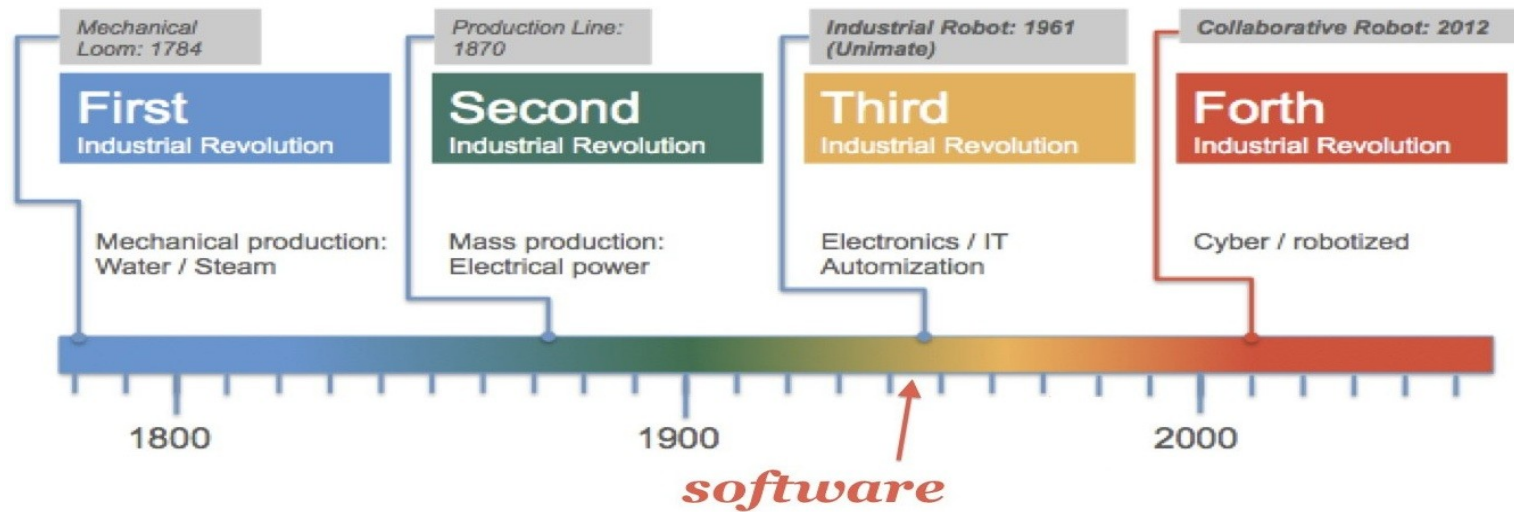 Mechanical
Loom: 1784
First
Industrial Revolution
Mechanical production:
Water / Steam
Production Line:
1870
Second
Industrial Revolution
Mass production:
Electrical power
Industrial Robot: 1961
(Unimate)
Third
Industrial Revolution
Electronics / IT
Automization
Collaborative Robot: 2012
Forth
Industrial Revolution
Cyber / robotized
1800
1900
2000
software